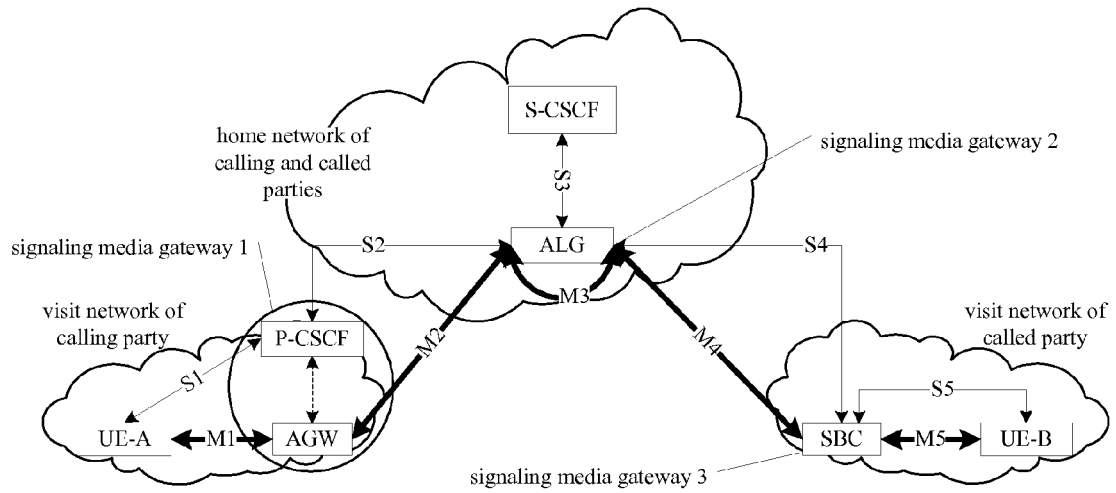 S-CSCF
home network of
calling and called
parties
signaling media gateway 2
S3
signaling media gateway 1
S2
ALG
S4
M3
visit network of
calling party
visit network of
called party
P-CSCF
M2
M4
S1
S5
UE-A
M1
AGW
SBC
M5
UE-B
signaling media gateway 3